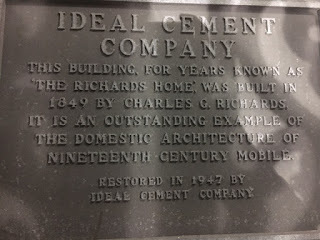 IDEAL CEMENT
COMPANY
THIS BUILDING, FOR YEARS KNOWN AS
"THE RICHARDS HOME," WAS BUILT IN
1849 BY CHARLES G. RICHARDS.
IT IS AN OUTSTANDING EXAMPLE OF
THE DOMESTIC ARCHITECTURE OF
NINETEENTH-CENTURY MOBILE.
RESTORED IN 1947 BY
IDEAL CEMENT COMPANY